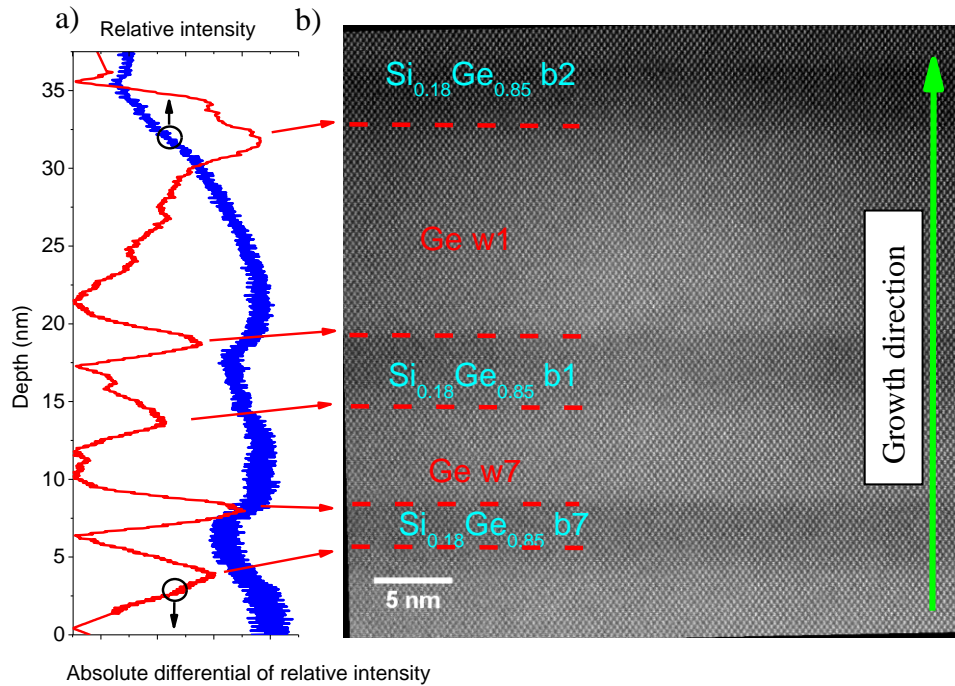 a)
Relative intensity
b)
35
30
25
20
15
10
5
0
Depth (nm)
Absolute differential of relative intensity
Si0.18Ge0.85 b2
Ge w1
Si0.18Ge0.85 b1
Ge w7
Si0.18Ge0.85 b7
5 nm
Growth direction